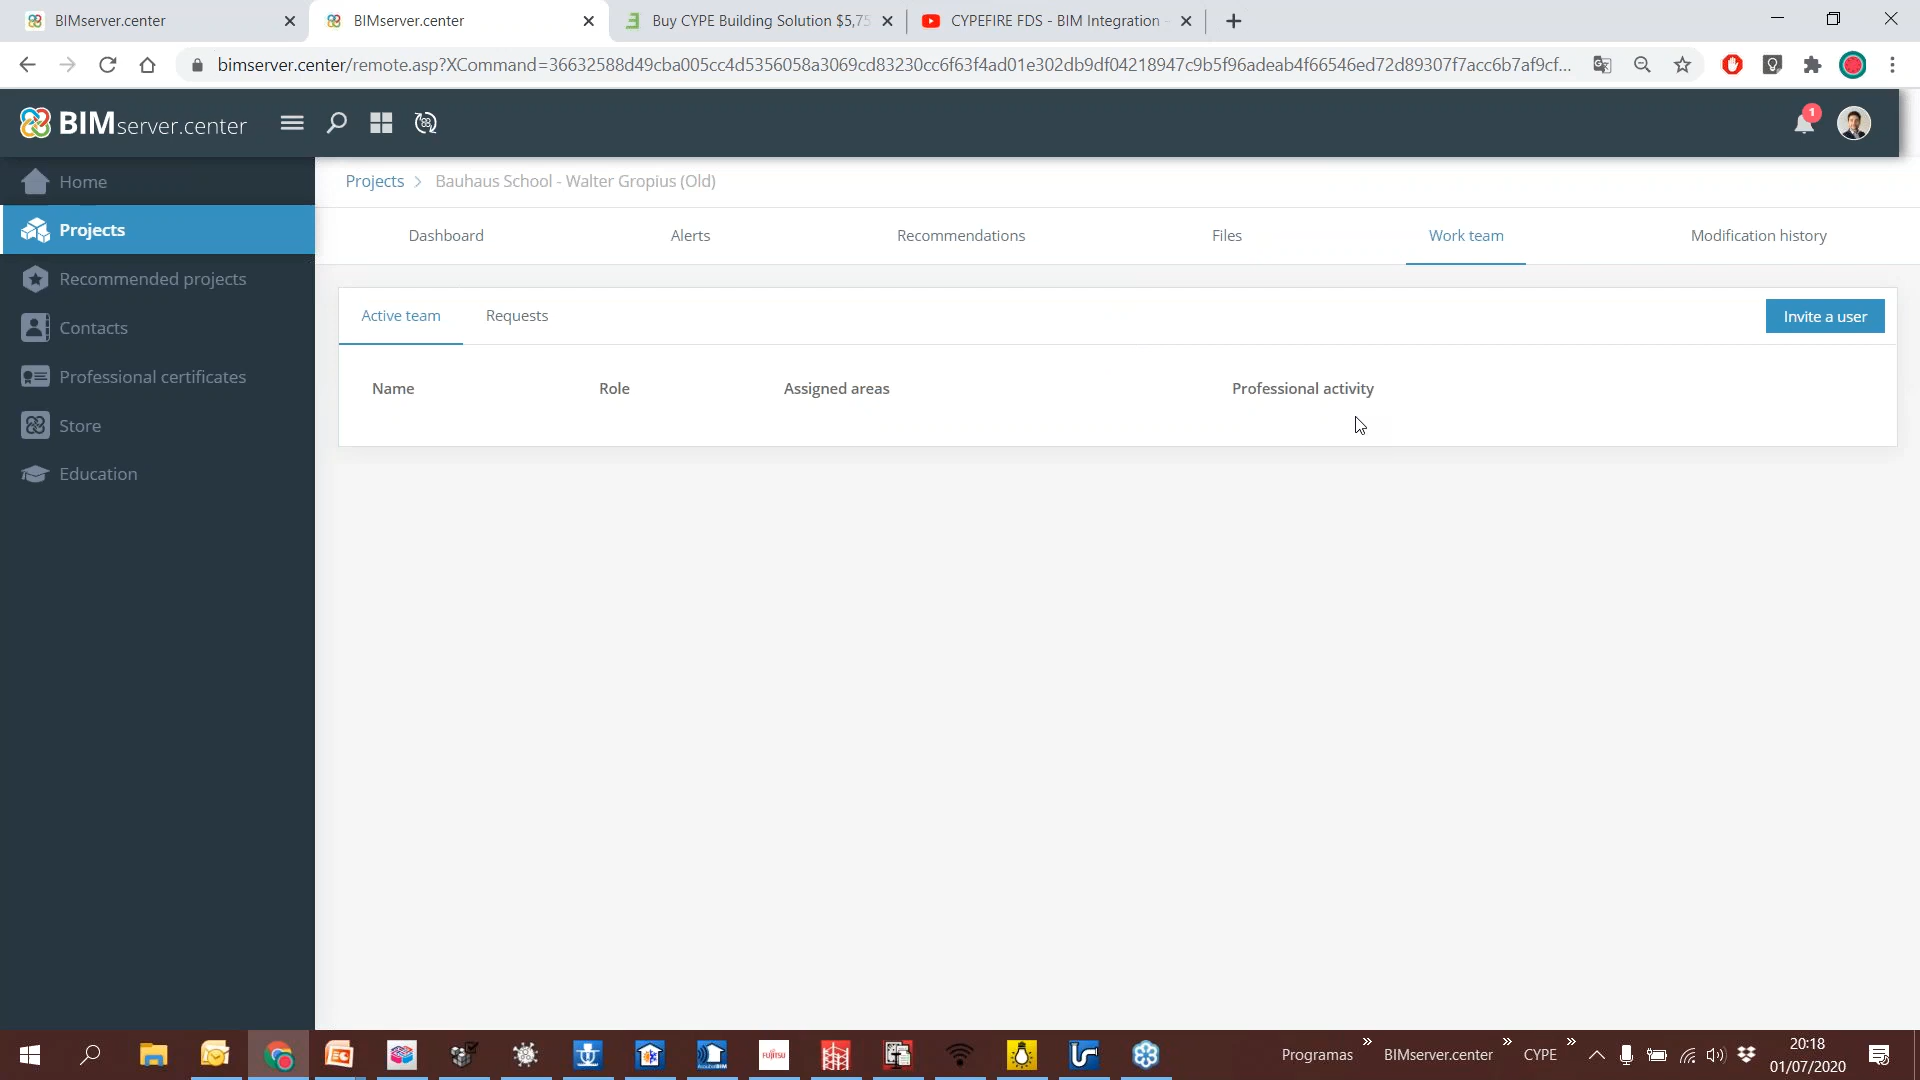 BIMserver.center
BIMserver.center
Buy CYPE Building Solution $5,75
CYPEFIRE FDS - BIM Integration -
bimserver.center/remote.asp?XCommand=36632588d49cba005cc4d5356058a3069cd83230cc6f63f4ad01e302db9df04218947c9b5f96adeab4f66546ed72d89307f7acc6b7af9cf...
BIMserver.center
1
Home
Projects
Recommended projects
Contacts
Professional certificates
Store
Education
Projects > Bauhaus School - Walter Gropius (Old)
Dashboard
Alerts
Recommendations
Files
Work team
Modification history
Active team
Requests
Invite a user
Name
Role
Assigned areas
Professional activity
FUJITSU
Programas
BIMserver.center
CYPE
20:18
01/07/2020